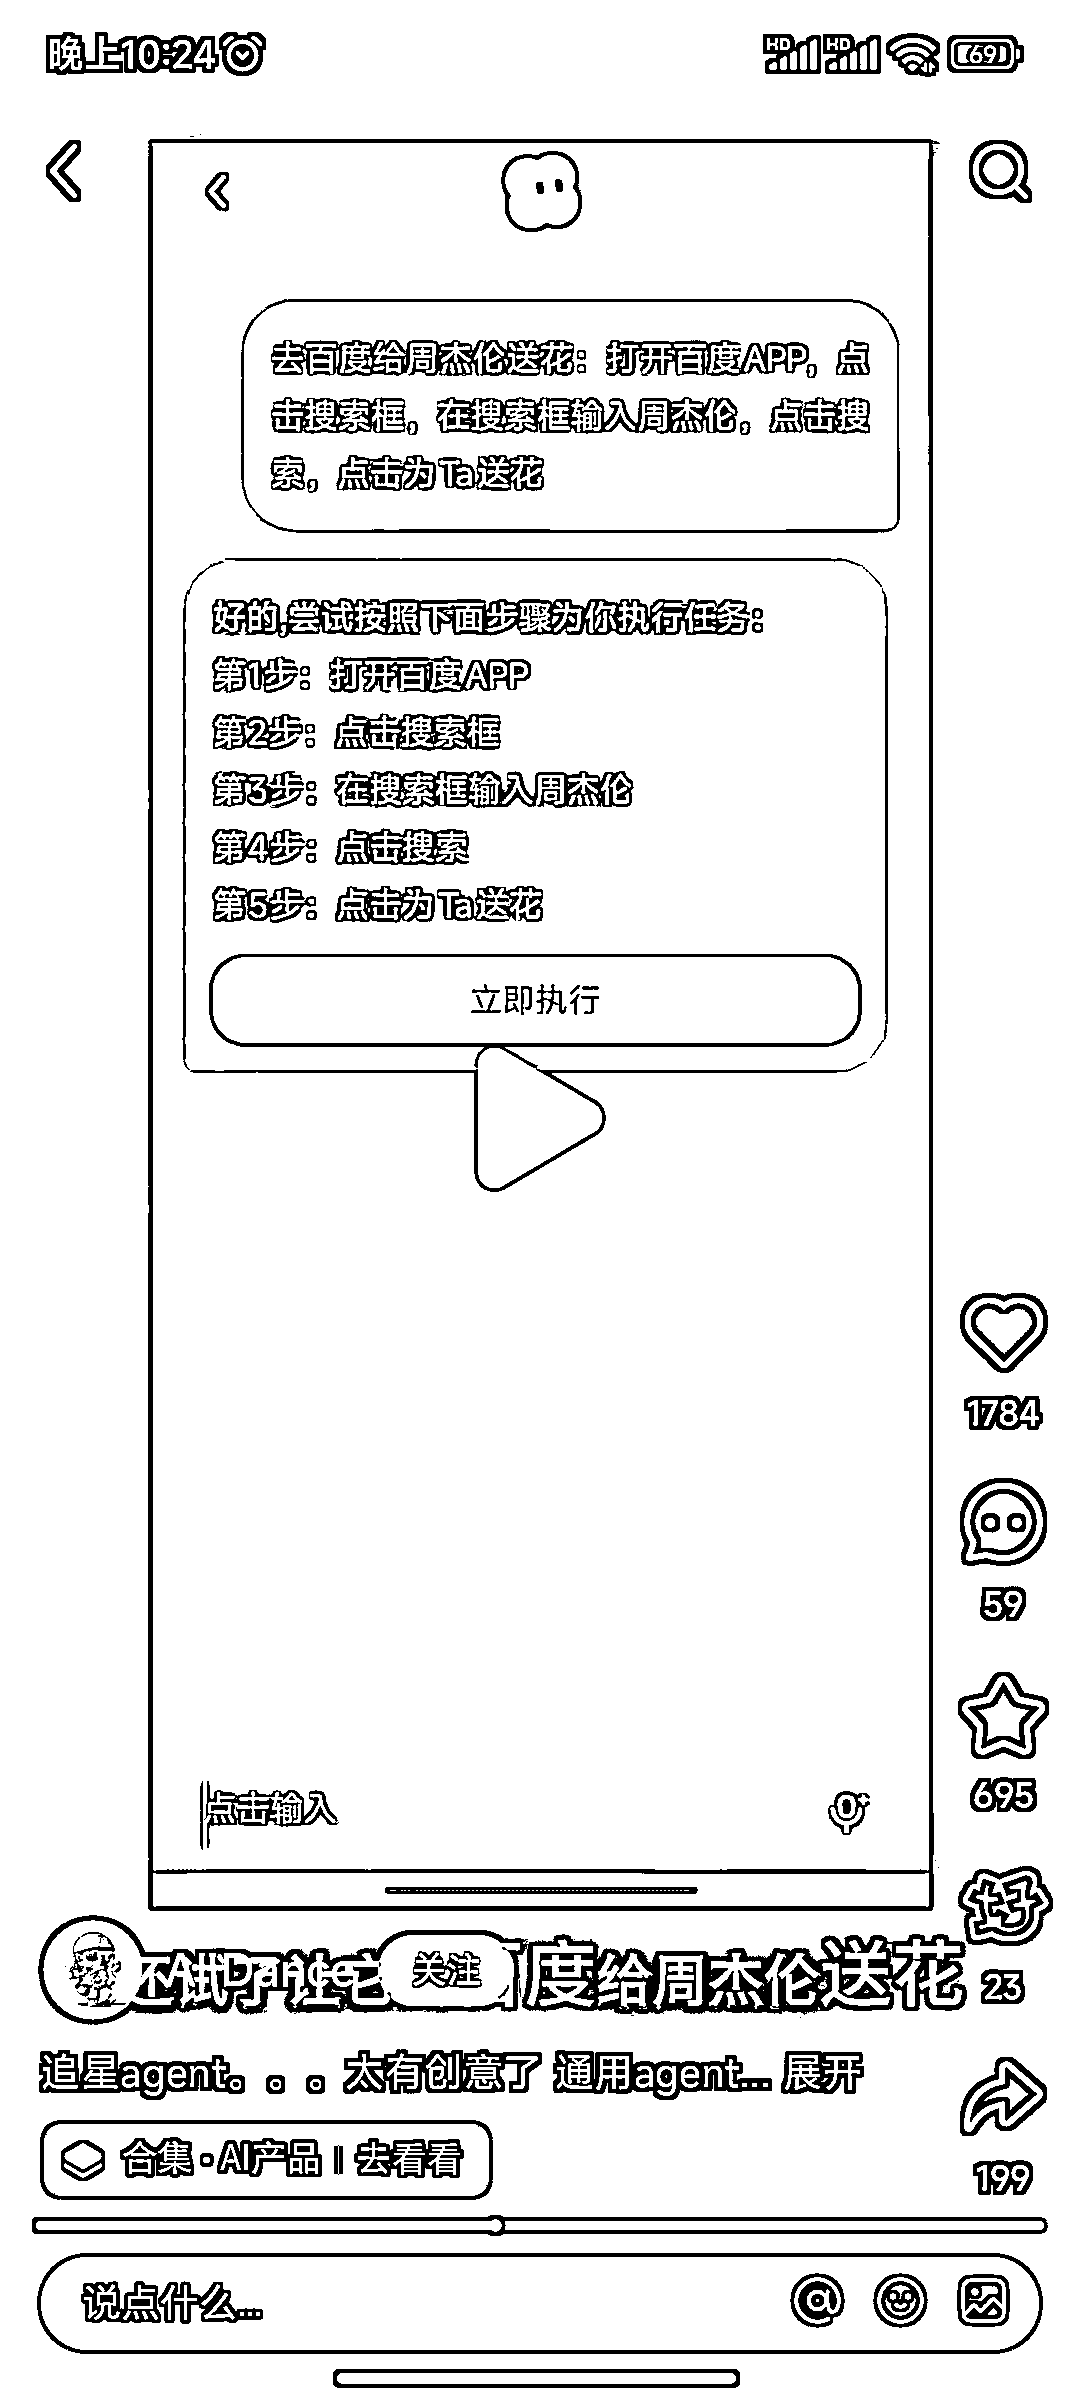 晚上10:24
HD HD 69
去百度给周杰伦送花：打开百度APP，点
击搜索框，在搜索框输入周杰伦，点击搜
索，点击为Ta送花
好的,尝试按照下面步骤为你执行任务：
第1步：打开百度APP
第2步：点击搜索框
第3步：在搜索框输入周杰伦
第4步：点击搜索
第5步：点击为Ta送花
立即执行
1784
59
695
点击输入
好
23
关注
试了让它百度给周杰伦送花
追星agent。。。太有创意了 通用agent... 展开
199
合集·AI产品 | 去看看
说点什么...